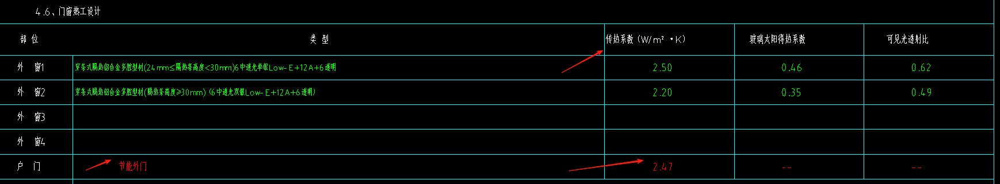 4.6、门窗热工设计
部 位 类 型 传热系数(W/m²·K) 玻璃太阳得热系数 可见光透射比
外 窗1 穿条式隔热铝合金多腔型材(24mm≤隔热条高度<30mm)6中透光单银Low-E+12A+6透明 2.50 0.46 0.62
外 窗2 穿条式隔热铝合金多腔型材(隔热条高度≥30mm)(6中透光双银Low-E+12A+6透明) 2.20 0.35 0.49
外 窗3
外 窗4
户 门 节能外门 2.47 -- --